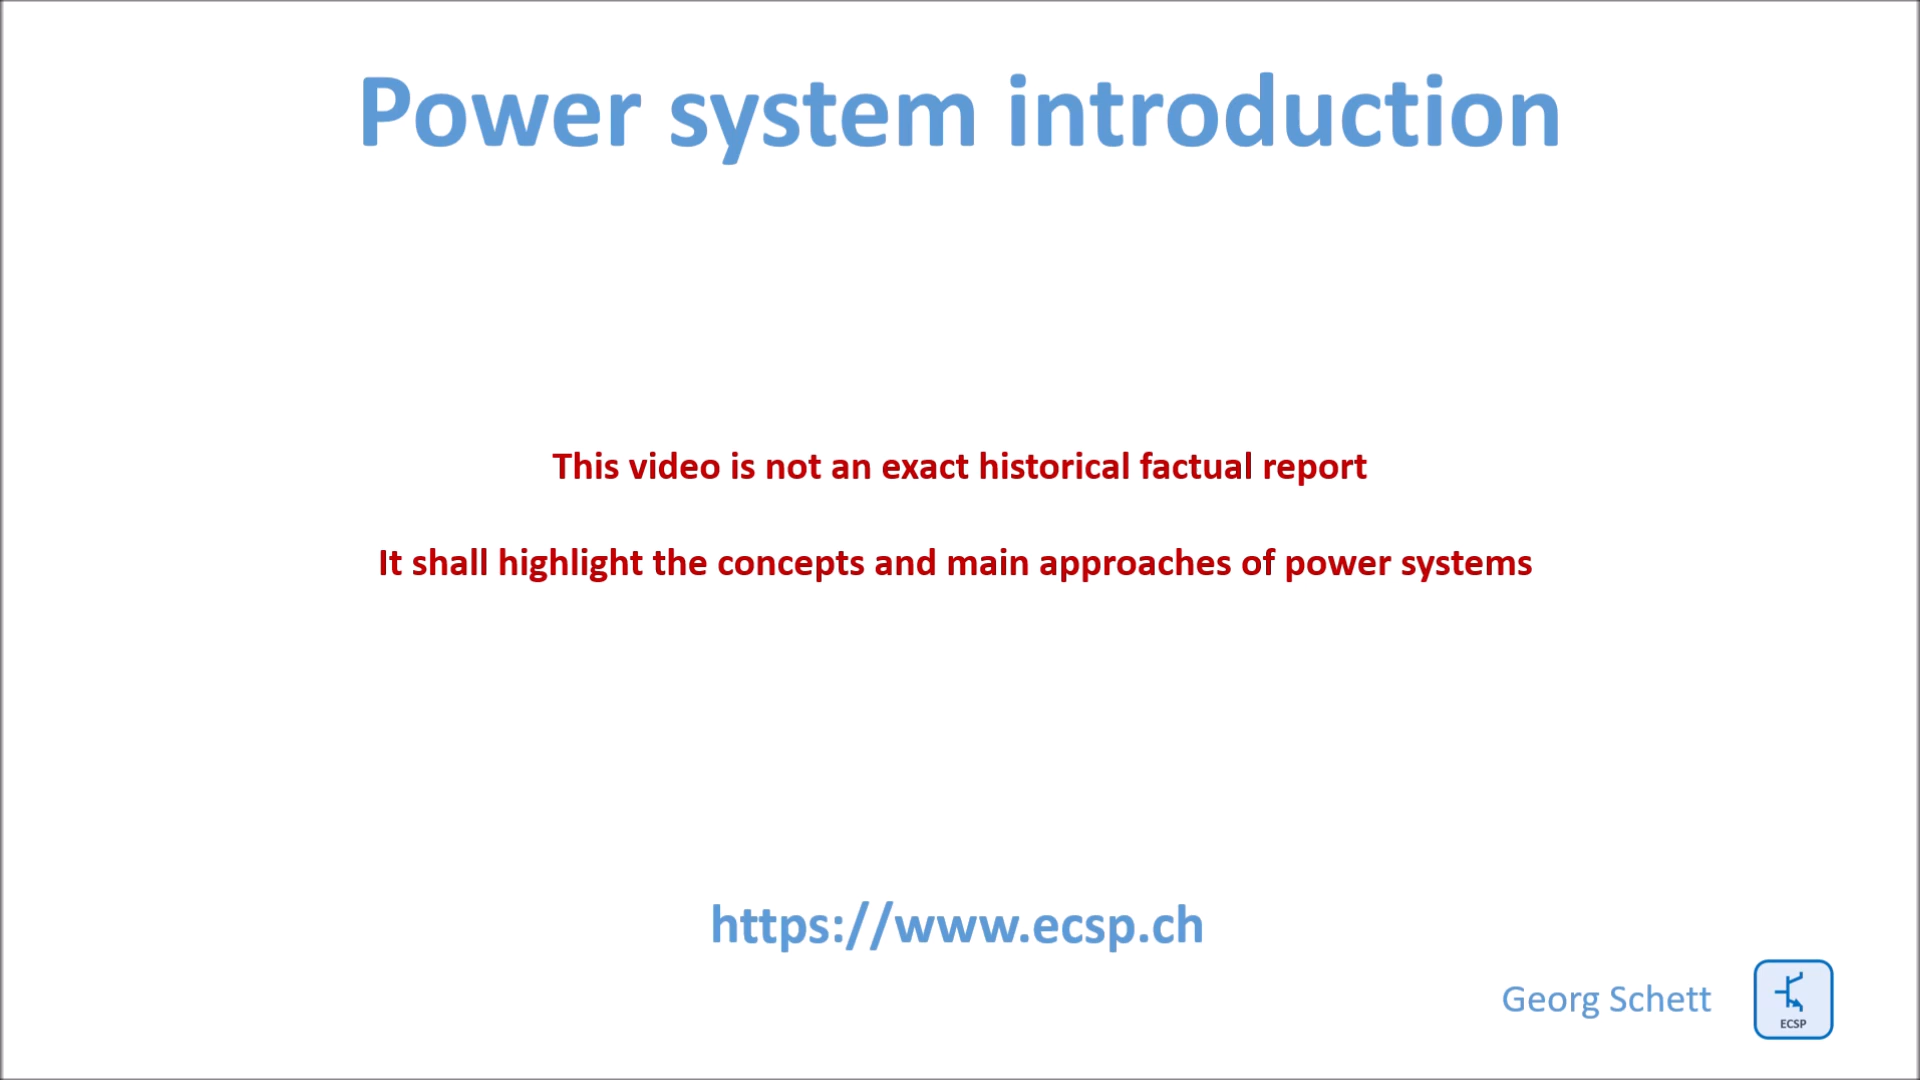 Power system introduction
This video is not an exact historical factual report
It shall highlight the concepts and main approaches of power systems
https://www.ecsp.ch
Georg Schett
ECSP